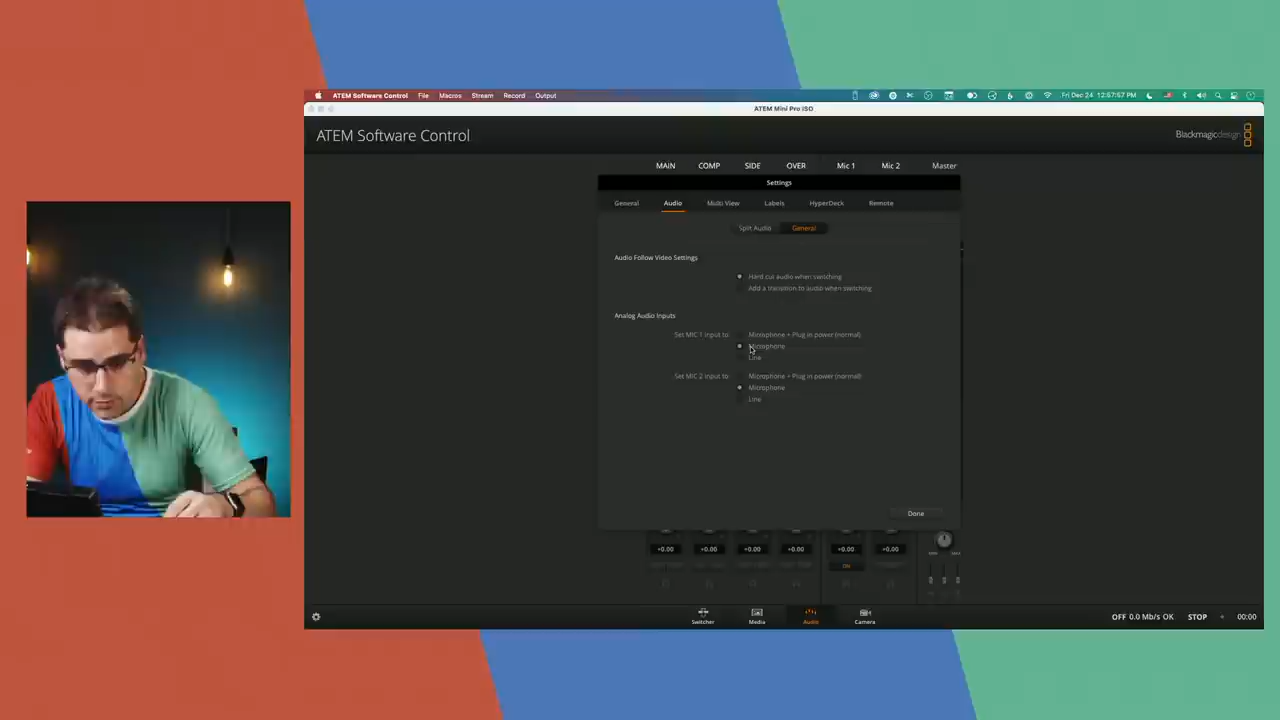 ATEM Software Control File Macros Stream Record Output Fri Dec 24 12:57:57 PM
ATEM Mini Pro ISO
ATEM Software Control
Blackmagicdesign
MAIN COMP SIDE OVER Mic 1 Mic 2 Master
Settings
General Audio Multi View Labels HyperDeck Remote
Split Audio General
Audio Follow Video Settings
Hard cut audio when switching
Add a transition to audio when switching
Analog Audio Inputs
Set MIC 1 input to: Microphone + Plug in power (normal)
Microphone
Line
Set MIC 2 input to: Microphone + Plug in power (normal)
Microphone
Line
Done
+0.00 +0.00 +0.00 +0.00 +0.00 +0.00
ON
Switcher Media Audio Camera
OFF 0.0 Mb/s OK STOP 00:00